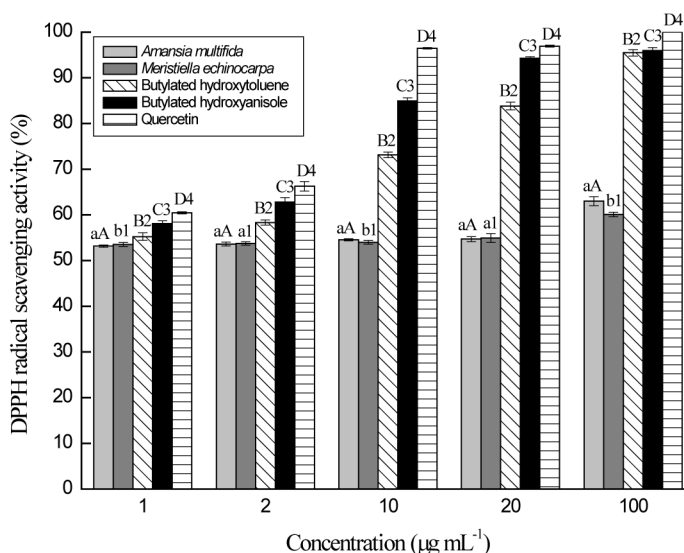 DPPH radical scavenging activity (%)
100
90
80
70
60
50
40
30
20
10
0
Amansia multifida
Meristiella echinocarpa
Butylated hydroxytoluene
Butylated hydroxyanisole
Quercetin
aA b1 B2 C3 D4
aA a1 B2 C3 D4
aA b1 B2 C3 D4
aA a1 B2 C3 D4
aA b1 B2 C3 D4
1 2 10 20 100
Concentration (μg mL⁻¹)